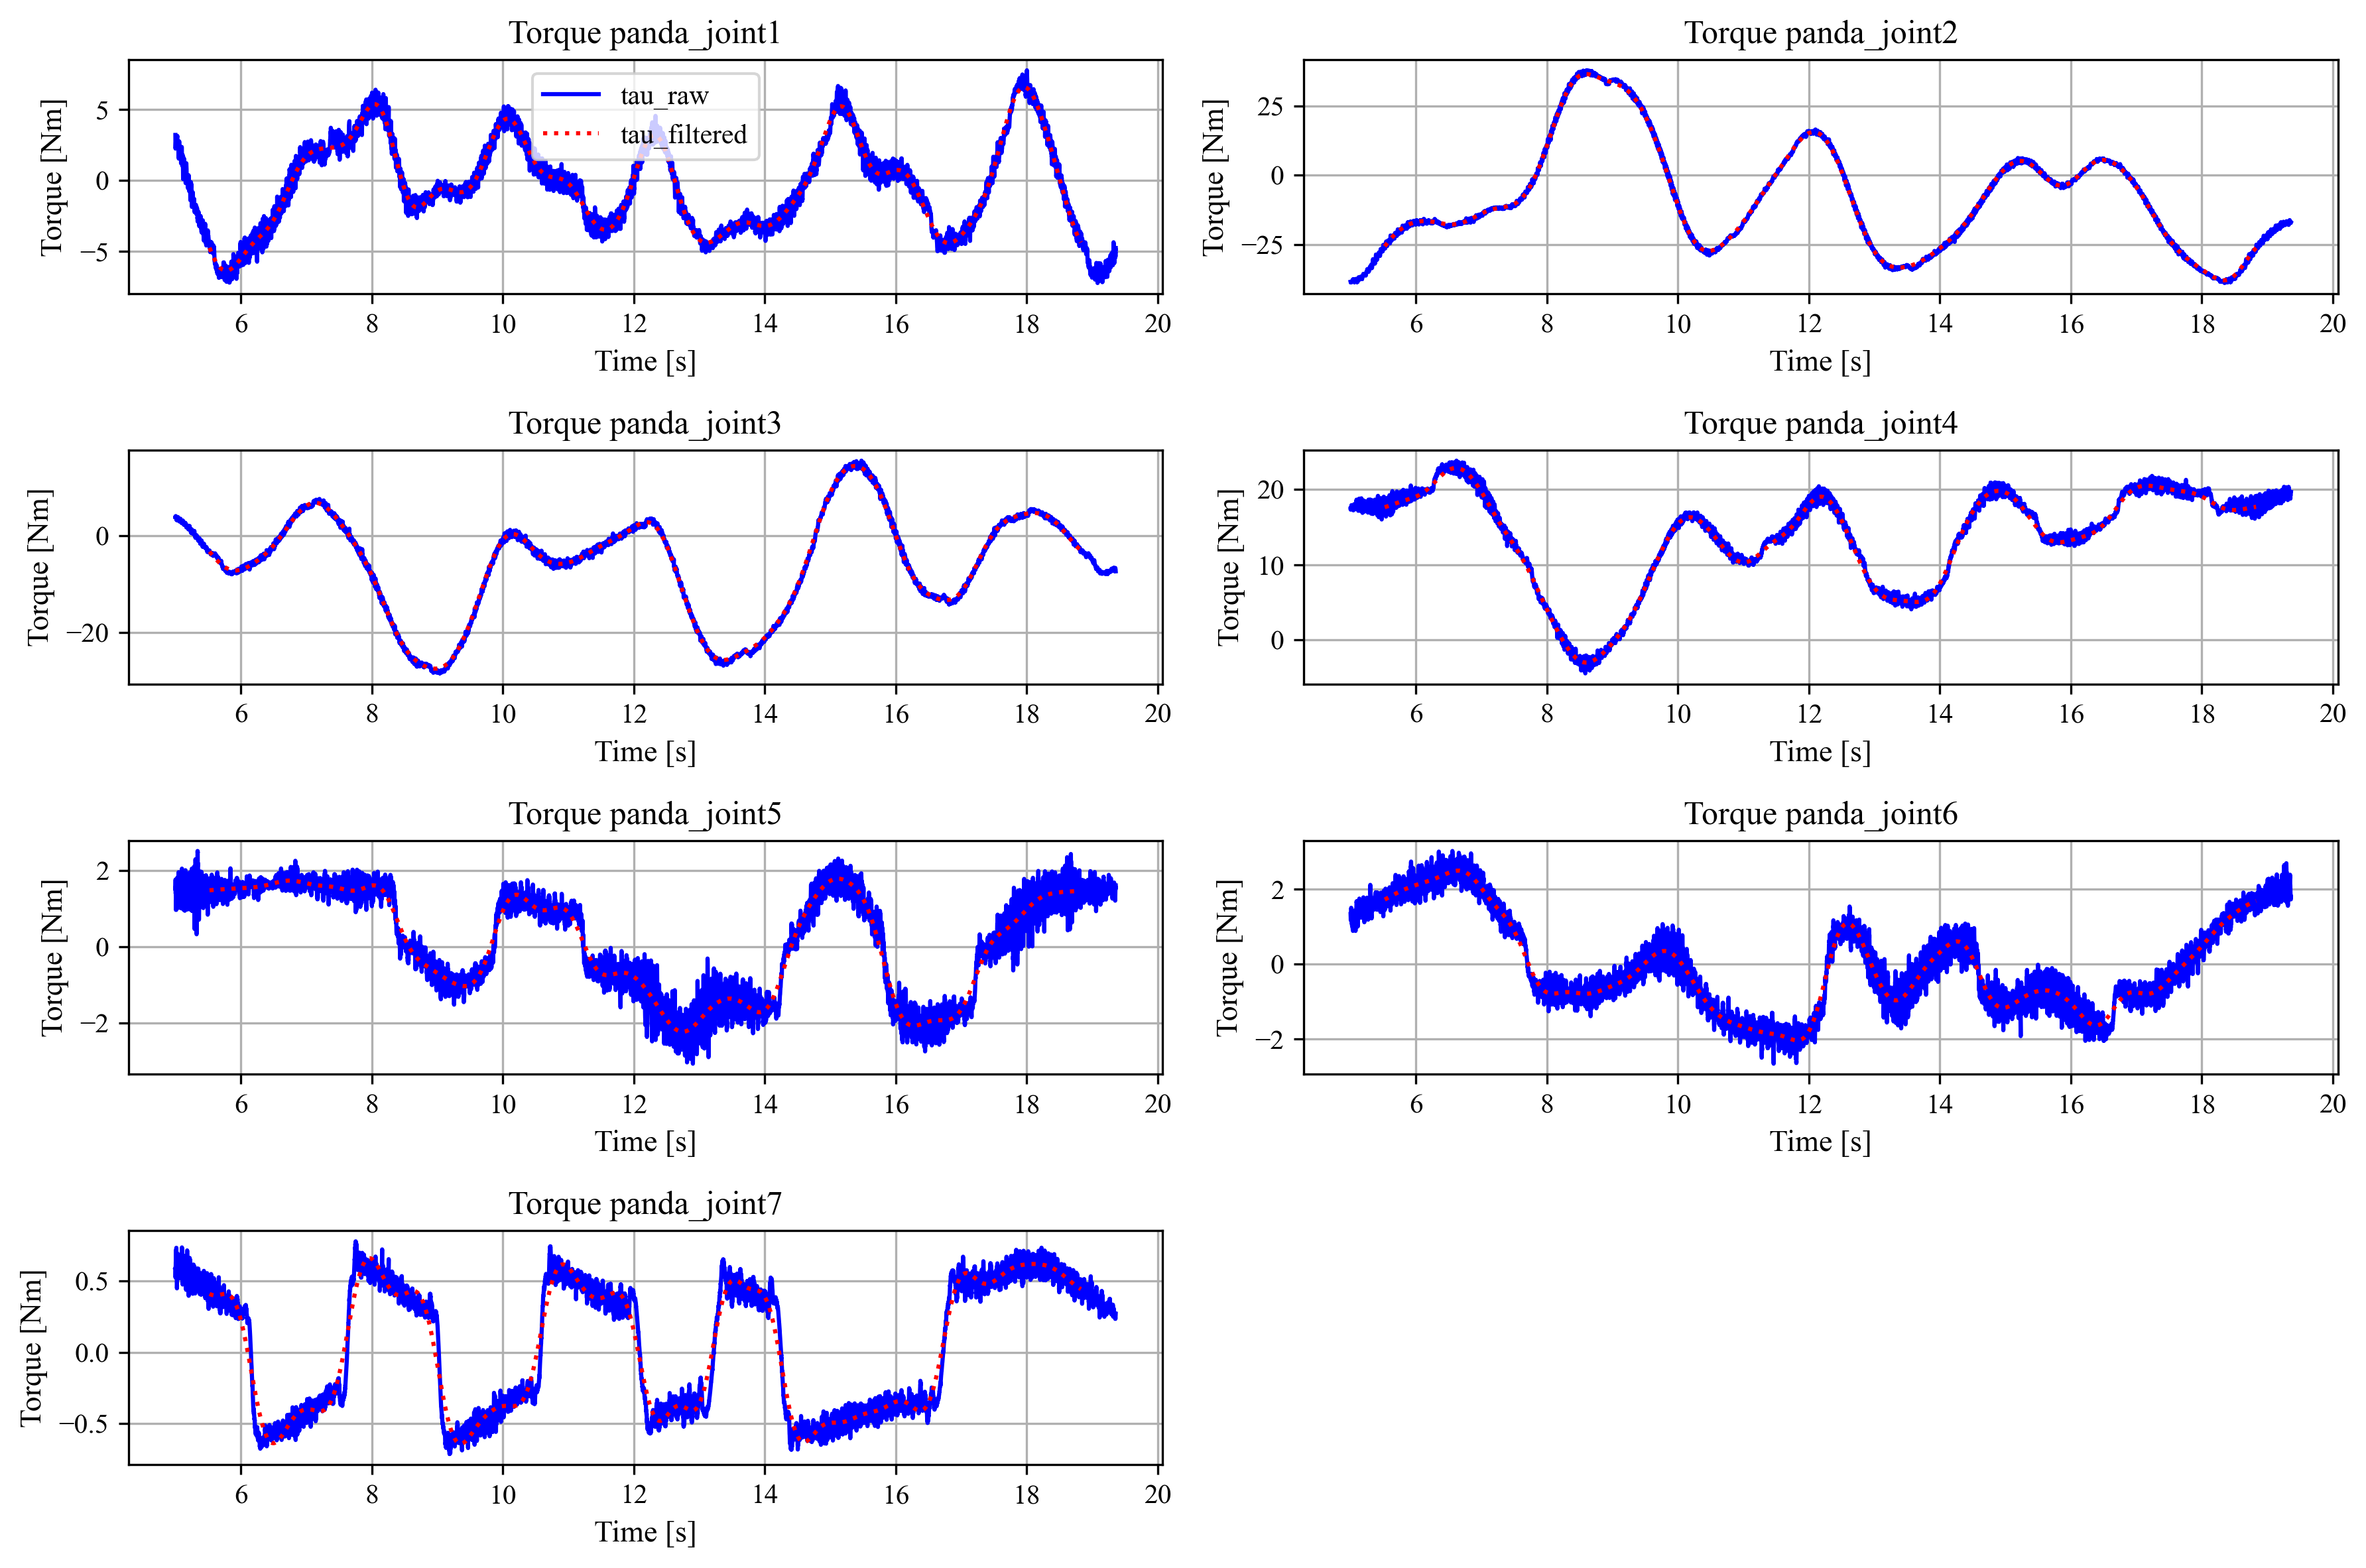 Torque panda_joint1
Torque [Nm]
5
0
−5
tau_raw
tau_filtered
6 8 10 12 14 16 18 20
Time [s]
Torque panda_joint2
Torque [Nm]
25
0
−25
6 8 10 12 14 16 18 20
Time [s]
Torque panda_joint3
Torque [Nm]
0
−20
6 8 10 12 14 16 18 20
Time [s]
Torque panda_joint4
Torque [Nm]
20
10
0
6 8 10 12 14 16 18 20
Time [s]
Torque panda_joint5
Torque [Nm]
2
0
−2
6 8 10 12 14 16 18 20
Time [s]
Torque panda_joint6
Torque [Nm]
2
0
−2
6 8 10 12 14 16 18 20
Time [s]
Torque panda_joint7
Torque [Nm]
0.5
0.0
−0.5
6 8 10 12 14 16 18 20
Time [s]